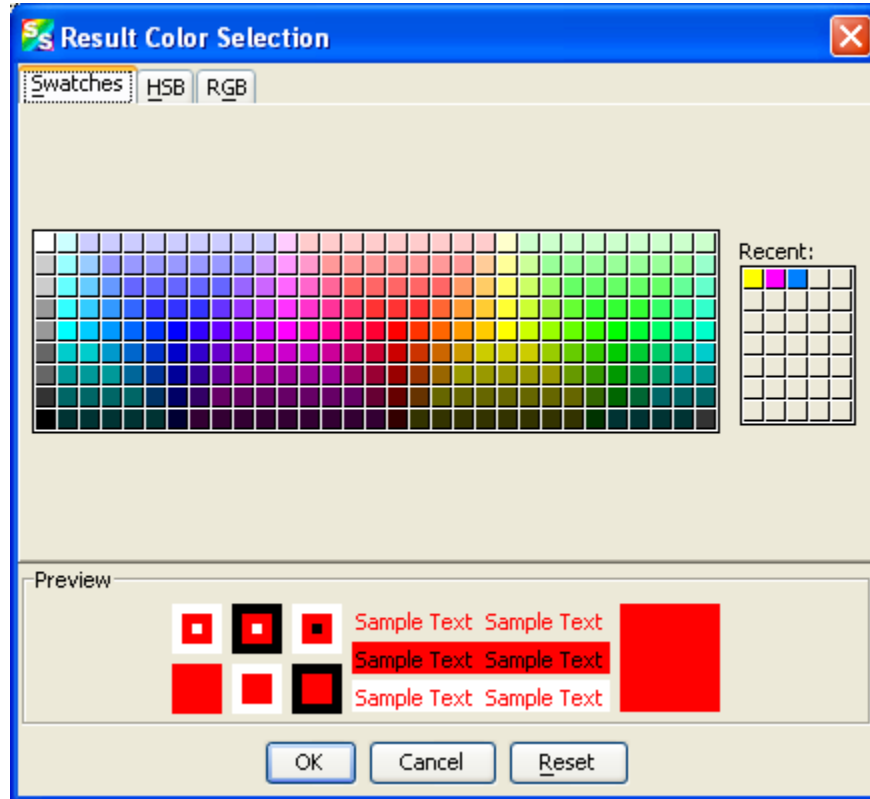 SS Result Color Selection
Swatches HSB RGB
Recent:
Preview
Sample Text Sample Text
Sample Text Sample Text
Sample Text Sample Text
OK Cancel Reset